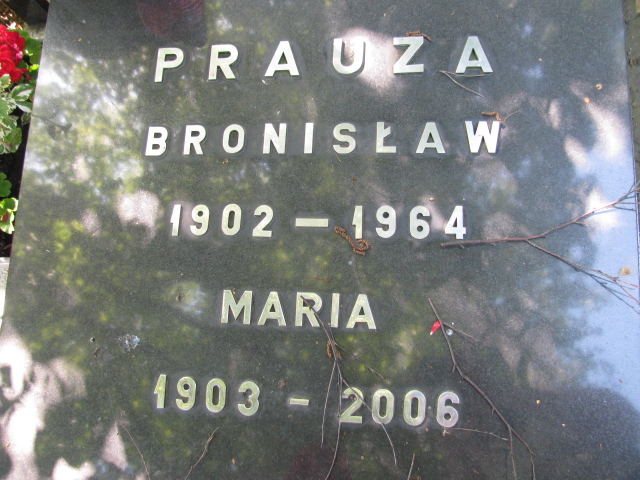 PRAUZA
BRONISŁAW
1902 – 1964
MARIA
1903 – 2006